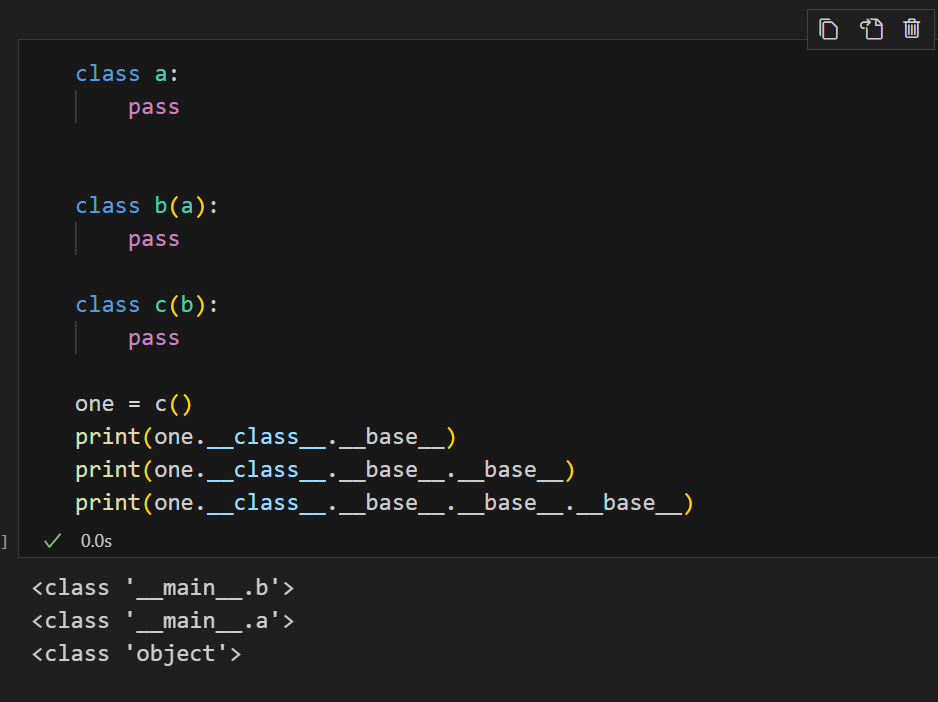 class a:
    pass
class b(a):
    pass
class c(b):
    pass
one = c()
print(one.__class__.__base__)
print(one.__class__.__base__.__base__)
print(one.__class__.__base__.__base__.__base__)
] 0.0s
<class '__main__.b'>
<class '__main__.a'>
<class 'object'>